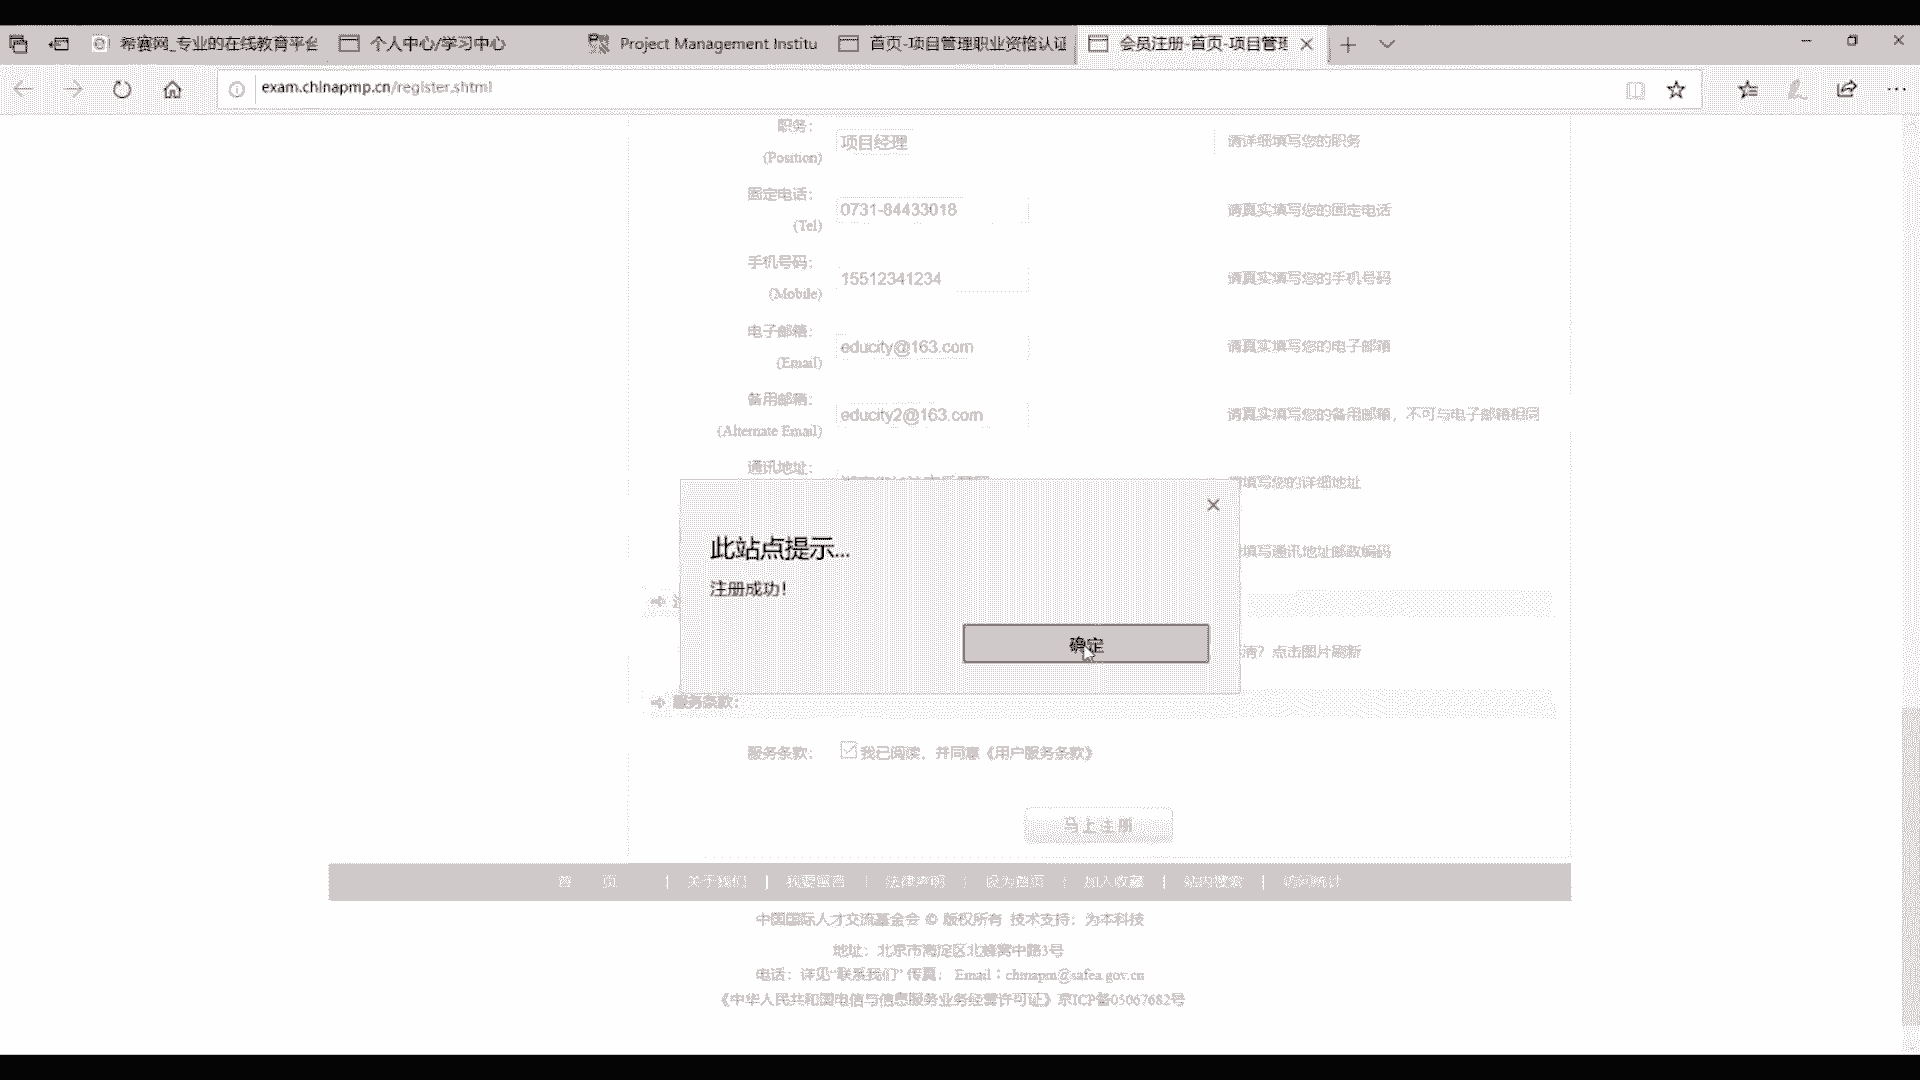 希赛网_专业的在线教育平台
个人中心/学习中心
Project Management Institu
首页-项目管理职业资格认证
会员注册-首页-项目管理
exam.chinapmp.cn/register.shtml
职务：
(Position)
项目经理
请详细填写您的职务
固定电话：
(Tel)
0731-84433018
请真实填写您的固定电话
手机号码：
(Mobile)
15512341234
请真实填写您的手机号码
电子邮箱：
(Email)
educity@163.com
请真实填写您的电子邮箱
备用邮箱：
(Alternate Email)
educity2@163.com
请真实填写您的备用邮箱，不可与电子邮箱相同
通讯地址：
填写您的详细地址
此站点提示...
填写通讯地址邮政编码
注册成功！
确定
清？点击图片刷新
服务条款：
服务条款：
我已阅读，并同意《用户服务条款》
马上注册
首 页 | 关于我们 | 我要留言 | 法律声明 | 设为首页 | 加入收藏 | 站内搜索 | 访问统计
中国国际人才交流基金会 © 版权所有 技术支持：为本科技
地址：北京市海淀区北蜂窝中路3号
电话：详见“联系我们” 传真： Email：chinapm@safea.gov.cn
《中华人民共和国电信与信息服务业务经营许可证》京ICP备05067682号